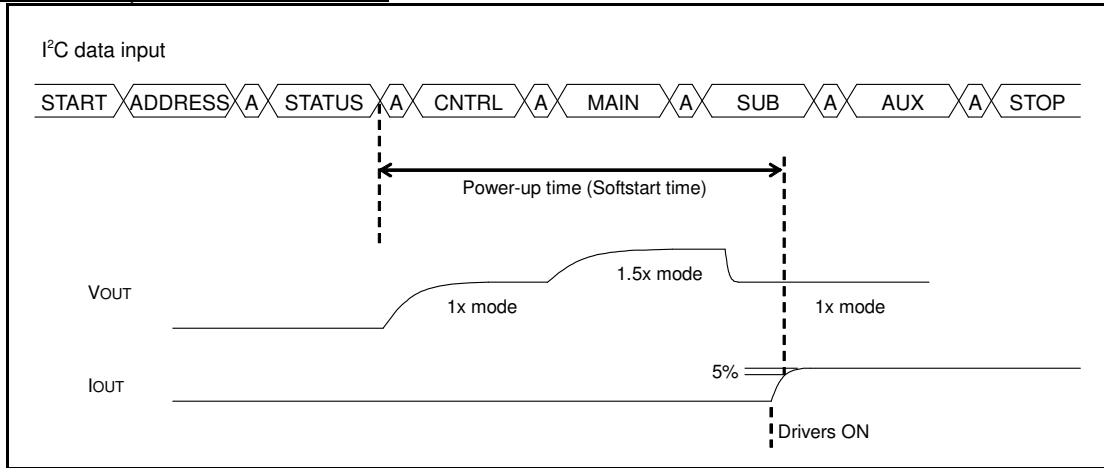 I²C data input
START ADDRESS A STATUS A CNTRL A MAIN A SUB A AUX A STOP
Power-up time (Softstart time)
VOUT
1x mode
1.5x mode
1x mode
IOUT
5%
Drivers ON